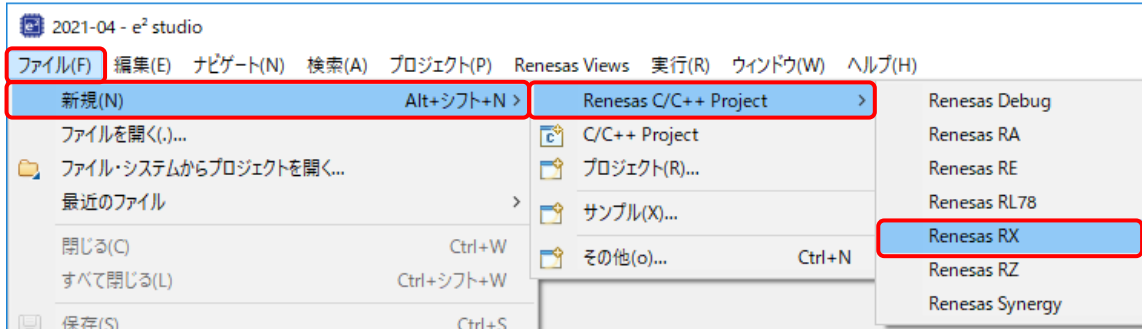 2021-04 - e² studio
ファイル(F) 編集(E) ナビゲート(N) 検索(A) プロジェクト(P) Renesas Views 実行(R) ウィンドウ(W) ヘルプ(H)
新規(N) Alt+シフト+N >
ファイルを開く(.)...
ファイル・システムからプロジェクトを開く...
最近のファイル >
閉じる(C) Ctrl+W
すべて閉じる(L) Ctrl+シフト+W
保存(S) Ctrl+S
Renesas C/C++ Project >
C/C++ Project
プロジェクト(R)...
サンプル(X)...
その他(o)... Ctrl+N
Renesas Debug
Renesas RA
Renesas RE
Renesas RL78
Renesas RX
Renesas RZ
Renesas Synergy